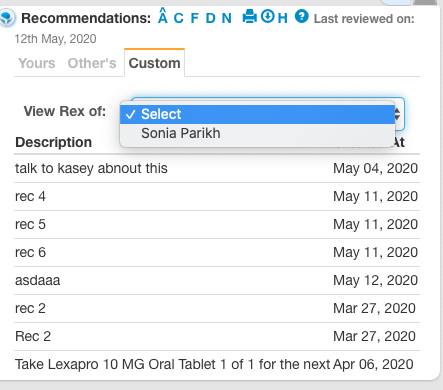 Recommendations: Â C F D N H ? Last reviewed on:
12th May, 2020
Yours Other's Custom
View Rex of:
✓ Select
Sonia Parikh
Description At
talk to kasey abnout this May 04, 2020
rec 4 May 11, 2020
rec 5 May 11, 2020
rec 6 May 11, 2020
asdaaa May 12, 2020
rec 2 Mar 27, 2020
Rec 2 Mar 27, 2020
Take Lexapro 10 MG Oral Tablet 1 of 1 for the next Apr 06, 2020